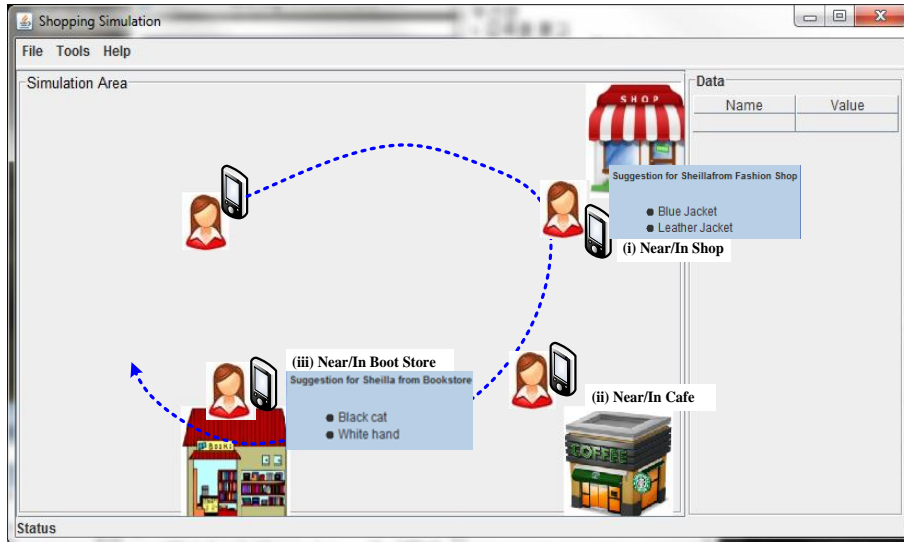 Shopping Simulation
File Tools Help
Simulation Area
Data
Name Value
SHOP
Suggestion for Sheillafrom Fashion Shop
Blue Jacket
Leather Jacket
(i) Near/In Shop
(iii) Near/In Boot Store
Suggestion for Sheilla from Bookstore
Black cat
White hand
(ii) Near/In Cafe
BOOKS
COFFEE
Status